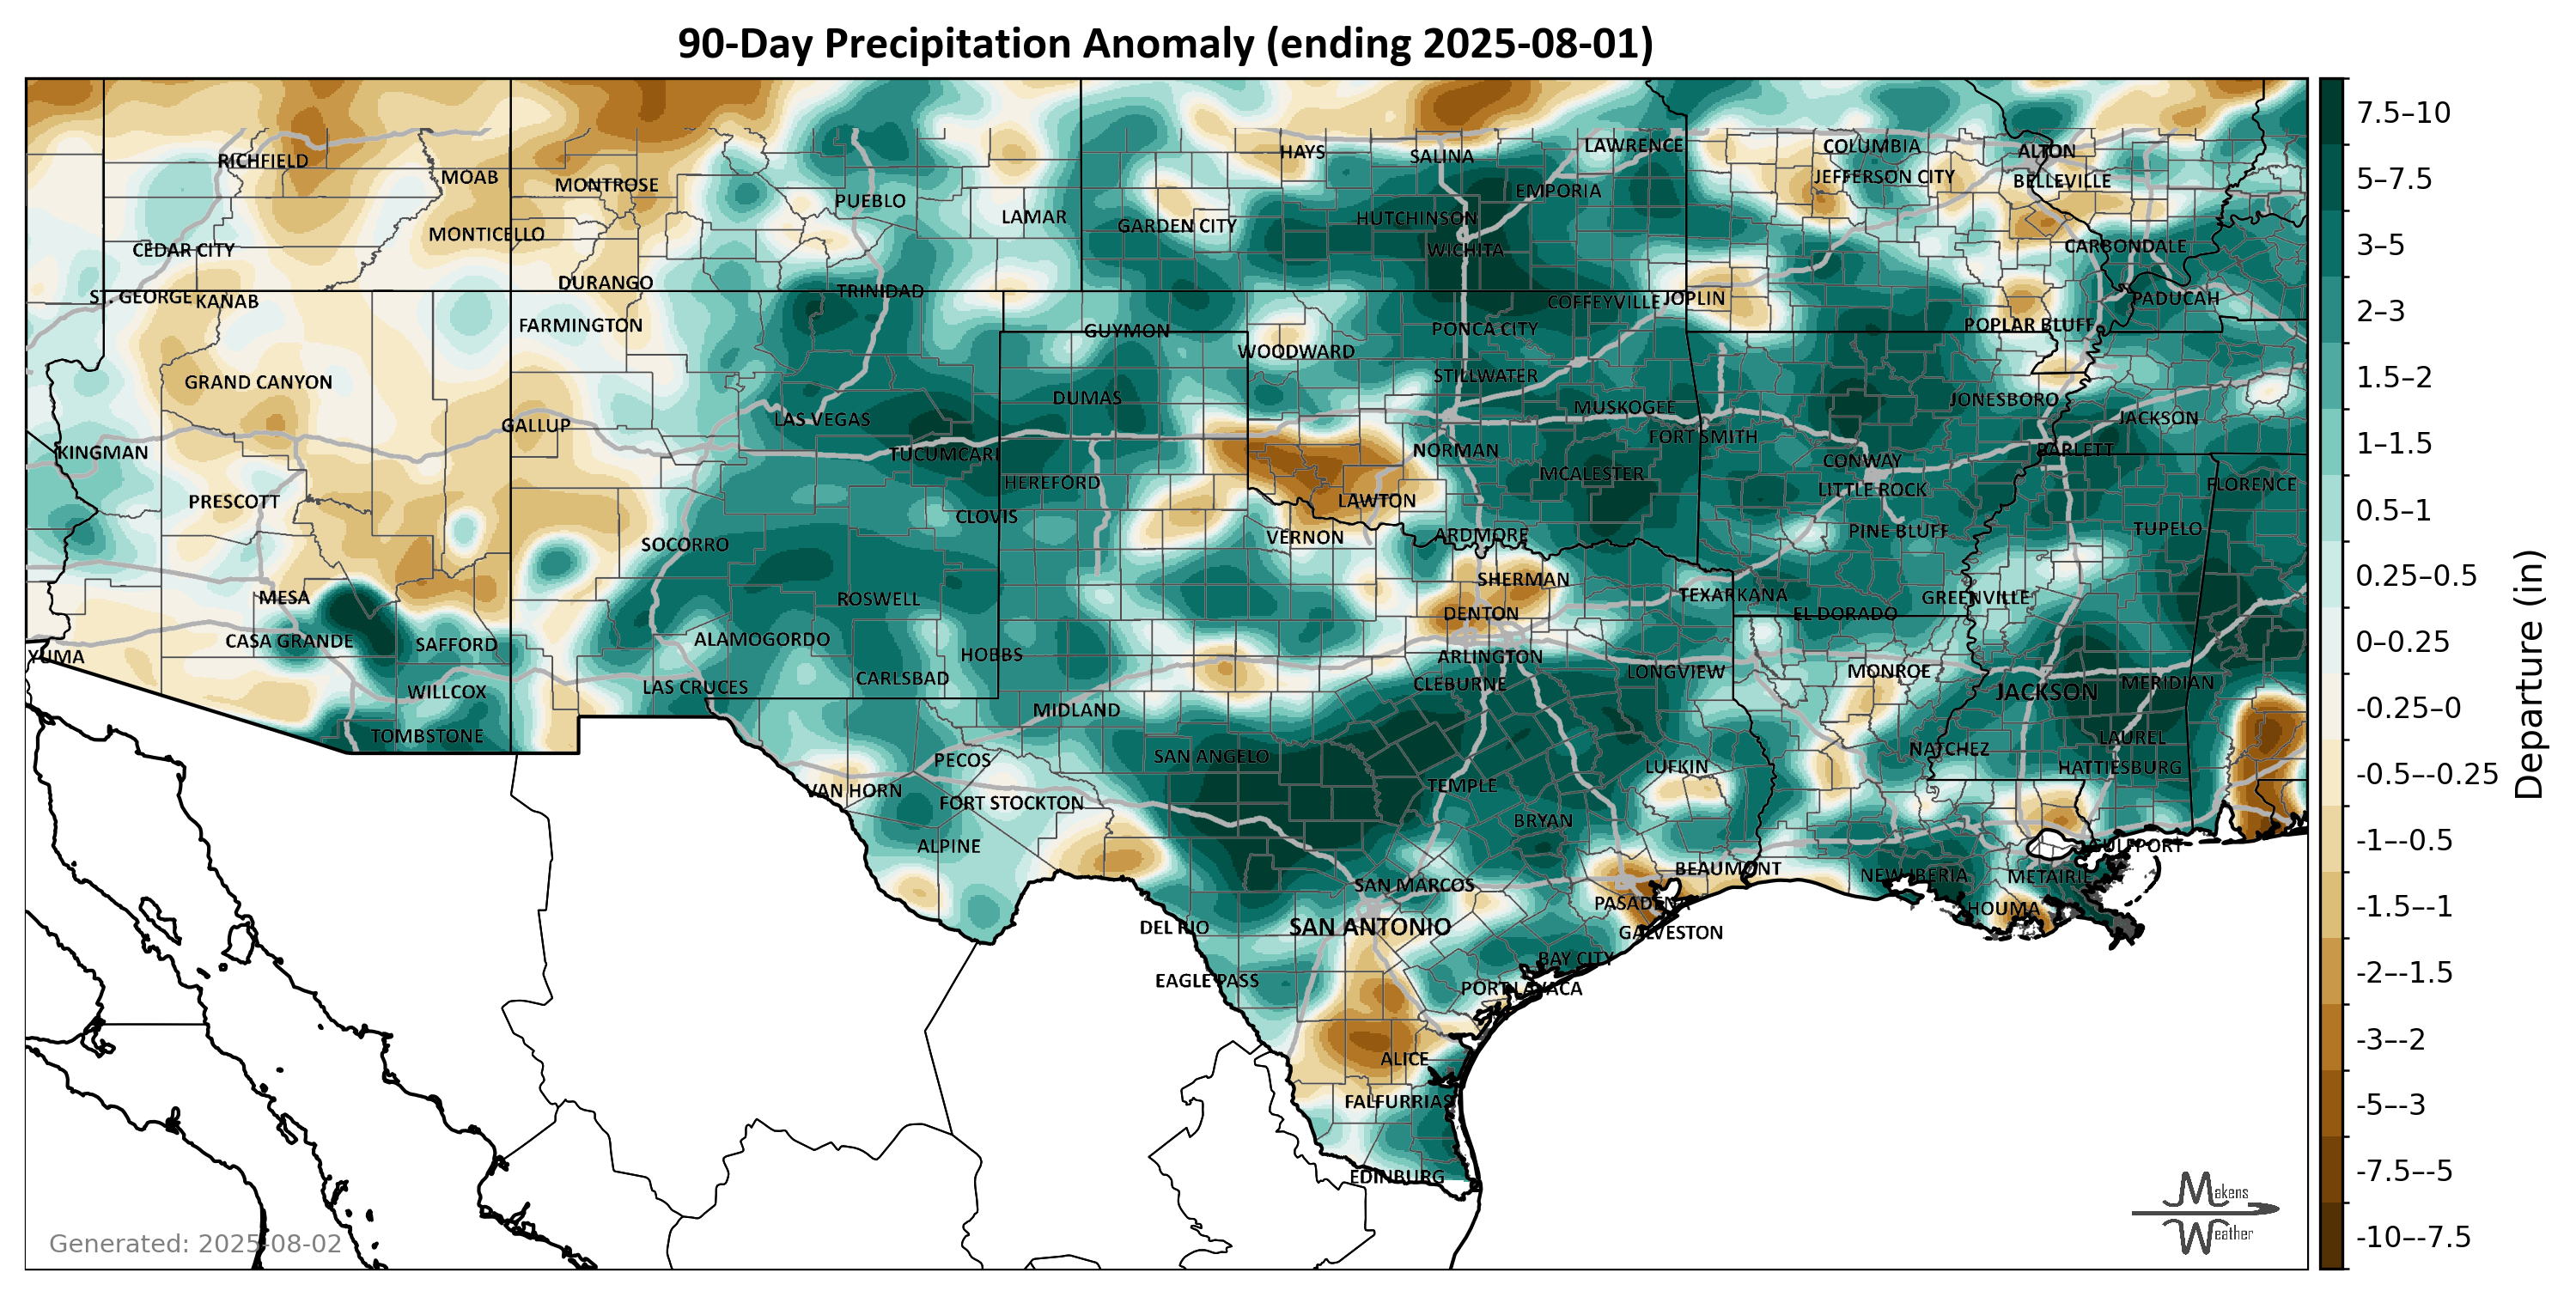 90-Day Precipitation Anomaly (ending 2025-08-01)
RICHFIELD
MOAB
MONTROSE
PUEBLO
LAMAR
HAYS
SALINA
LAWRENCE
EMPORIA
COLUMBIA
JEFFERSON CITY
ALTON
BELLEVILLE
CEDAR CITY
MONTICELLO
GARDEN CITY
HUTCHINSON
WICHITA
CARBONDALE
ST. GEORGE
KANAB
DURANGO
TRINIDAD
COFFEYVILLE
JOPLIN
PADUCAH
FARMINGTON
GUYMON
PONCA CITY
POPLAR BLUFF
WOODWARD
GRAND CANYON
DUMAS
STILLWATER
MUSKOGEE
JONESBORO
JACKSON
GALLUP
LAS VEGAS
FORT SMITH
KINGMAN
TUCUMCARI
NORMAN
CONWAY
BARLETT
PRESCOTT
HEREFORD
LAWTON
MCALESTER
LITTLE ROCK
FLORENCE
CLOVIS
SOCORRO
VERNON
ARDMORE
PINE BLUFF
TUPELO
MESA
ROSWELL
SHERMAN
DENTON
TEXARKANA
EL DORADO
GREENVILLE
CASA GRANDE
SAFFORD
ALAMOGORDO
YUMA
HOBBS
ARLINGTON
LONGVIEW
MONROE
WILLCOX
LAS CRUCES
CARLSBAD
CLEBURNE
JACKSON
MERIDIAN
TOMBSTONE
MIDLAND
SAN ANGELO
NATCHEZ
LAUREL
HATTIESBURG
PECOS
VAN HORN
FORT STOCKTON
TEMPLE
LUFKIN
ALPINE
BRYAN
GULFPORT
SAN MARCOS
BEAUMONT
NEW IBERIA
METAIRIE
DEL RIO
SAN ANTONIO
PASADENA
GALVESTON
HOUMA
EAGLE PASS
BAY CITY
PORT LAVACA
ALICE
FALFURRIAS
EDINBURG
Generated: 2025-08-02
Makens
Weather
7.5–10
5–7.5
3–5
2–3
1.5–2
1–1.5
0.5–1
0.25–0.5
0–0.25
-0.25–0
-0.5–-0.25
-1–-0.5
-1.5–-1
-2–-1.5
-3–-2
-5–-3
-7.5–-5
-10–-7.5
Departure (in)